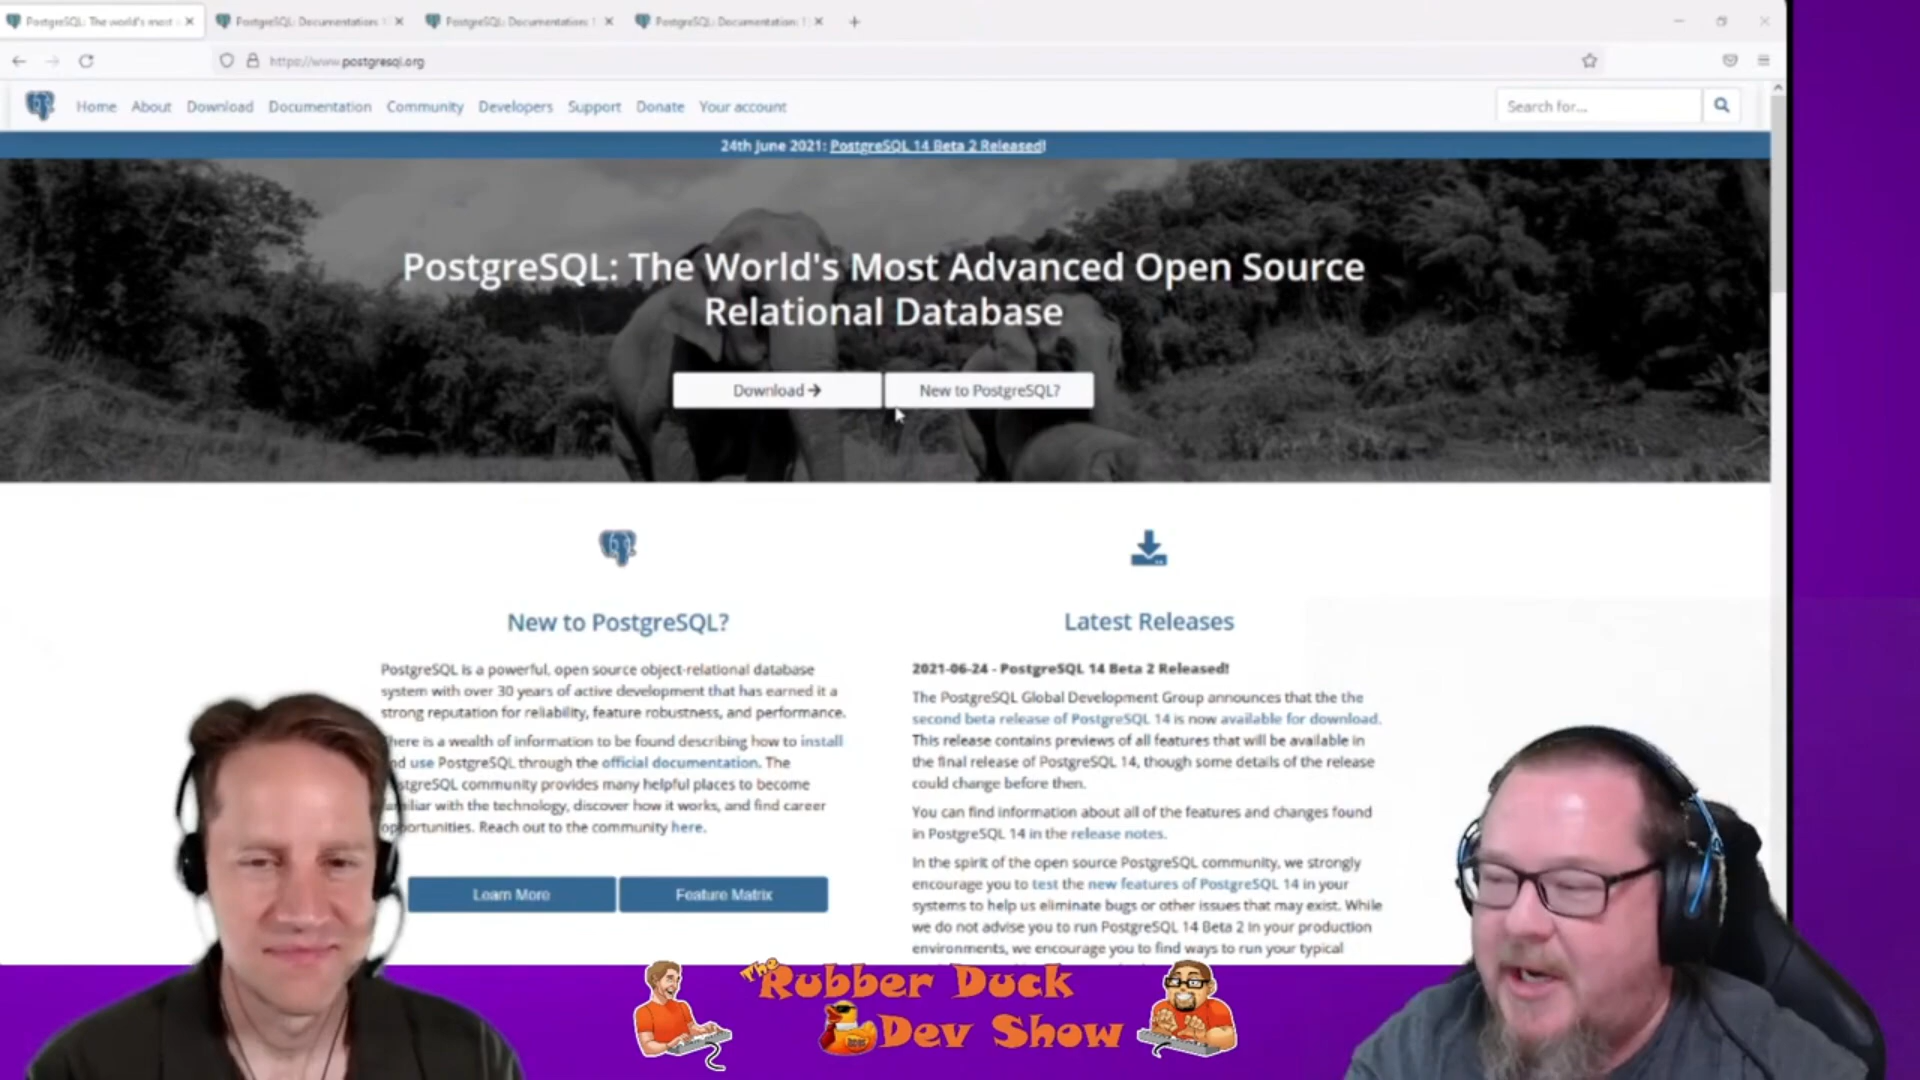 PostgreSQL: The world's most
PostgreSQL: Documentation: 1
PostgreSQL: Documentation: 1
PostgreSQL: Documentation: 1
https://www.postgresql.org
Home About Download Documentation Community Developers Support Donate Your account
Search for...
24th June 2021: PostgreSQL 14 Beta 2 Released!
PostgreSQL: The World's Most Advanced Open Source
Relational Database
Download
New to PostgreSQL?
New to PostgreSQL?
PostgreSQL is a powerful, open source object-relational database
system with over 30 years of active development that has earned it a
strong reputation for reliability, feature robustness, and performance.
here is a wealth of information to be found describing how to install
nd use PostgreSQL through the official documentation. The
stgreSQL community provides many helpful places to become
miliar with the technology, discover how it works, and find career
opportunities. Reach out to the community here.
Learn More
Feature Matrix
Latest Releases
2021-06-24 - PostgreSQL 14 Beta 2 Released!
The PostgreSQL Global Development Group announces that the the
second beta release of PostgreSQL 14 is now available for download.
This release contains previews of all features that will be available in
the final release of PostgreSQL 14, though some details of the release
could change before then.
You can find information about all of the features and changes found
in PostgreSQL 14 in the release notes.
In the spirit of the open source PostgreSQL community, we strongly
encourage you to test the new features of PostgreSQL 14 in your
systems to help us eliminate bugs or other issues that may exist. While
we do not advise you to run PostgreSQL 14 Beta 2 in your production
environments, we encourage you to find ways to run your typical
The Rubber Duck
Dev Show